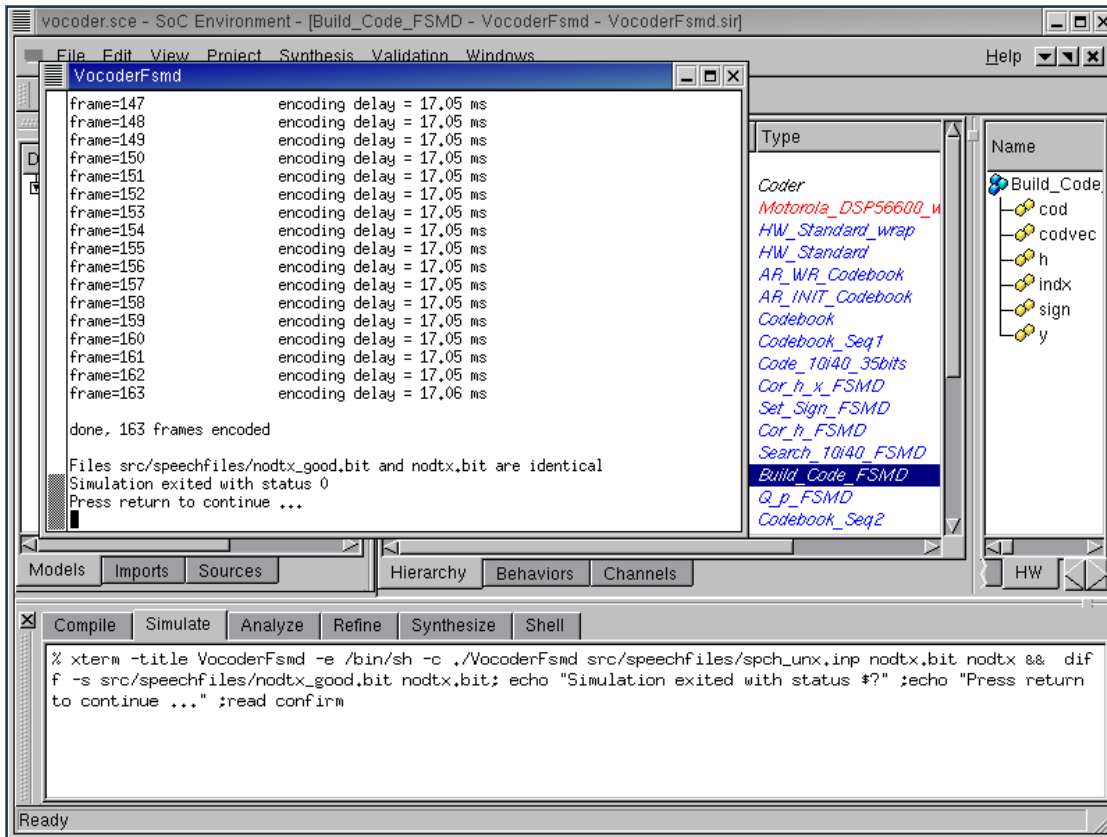 vocoder.sce - SoC Environment - [Build_Code_FSMD - VocoderFsmd - VocoderFsmd.sir]
File Edit View Project Synthesis Validation Windows Help
VocoderFsmd
frame=147 encoding delay = 17.05 ms
frame=148 encoding delay = 17.05 ms
frame=149 encoding delay = 17.05 ms
frame=150 encoding delay = 17.05 ms
frame=151 encoding delay = 17.05 ms
frame=152 encoding delay = 17.05 ms
frame=153 encoding delay = 17.05 ms
frame=154 encoding delay = 17.05 ms
frame=155 encoding delay = 17.05 ms
frame=156 encoding delay = 17.05 ms
frame=157 encoding delay = 17.05 ms
frame=158 encoding delay = 17.05 ms
frame=159 encoding delay = 17.05 ms
frame=160 encoding delay = 17.05 ms
frame=161 encoding delay = 17.05 ms
frame=162 encoding delay = 17.05 ms
frame=163 encoding delay = 17.06 ms
done, 163 frames encoded
Files src/speechfiles/nodtx_good.bit and nodtx.bit are identical
Simulation exited with status 0
Press return to continue ...
D
Type
Coder
Motorola_DSP56600_w
HW_Standard_wrap
HW_Standard
AR_WR_Codebook
AR_INIT_Codebook
Codebook
Codebook_Seq1
Code_10i40_35bits
Cor_h_x_FSMD
Set_Sign_FSMD
Cor_h_FSMD
Search_10i40_FSMD
Build_Code_FSMD
Q_p_FSMD
Codebook_Seq2
Name
Build_Code_
cod
codvec
h
indx
sign
y
Models Imports Sources
Hierarchy Behaviors Channels
HW
Compile Simulate Analyze Refine Synthesize Shell
% xterm -title VocoderFsmd -e /bin/sh -c ./VocoderFsmd src/speechfiles/spch_unx.inp nodtx.bit nodtx && dif
f -s src/speechfiles/nodtx_good.bit nodtx.bit; echo "Simulation exited with status $?" ;echo "Press return
to continue ..." ;read confirm
Ready